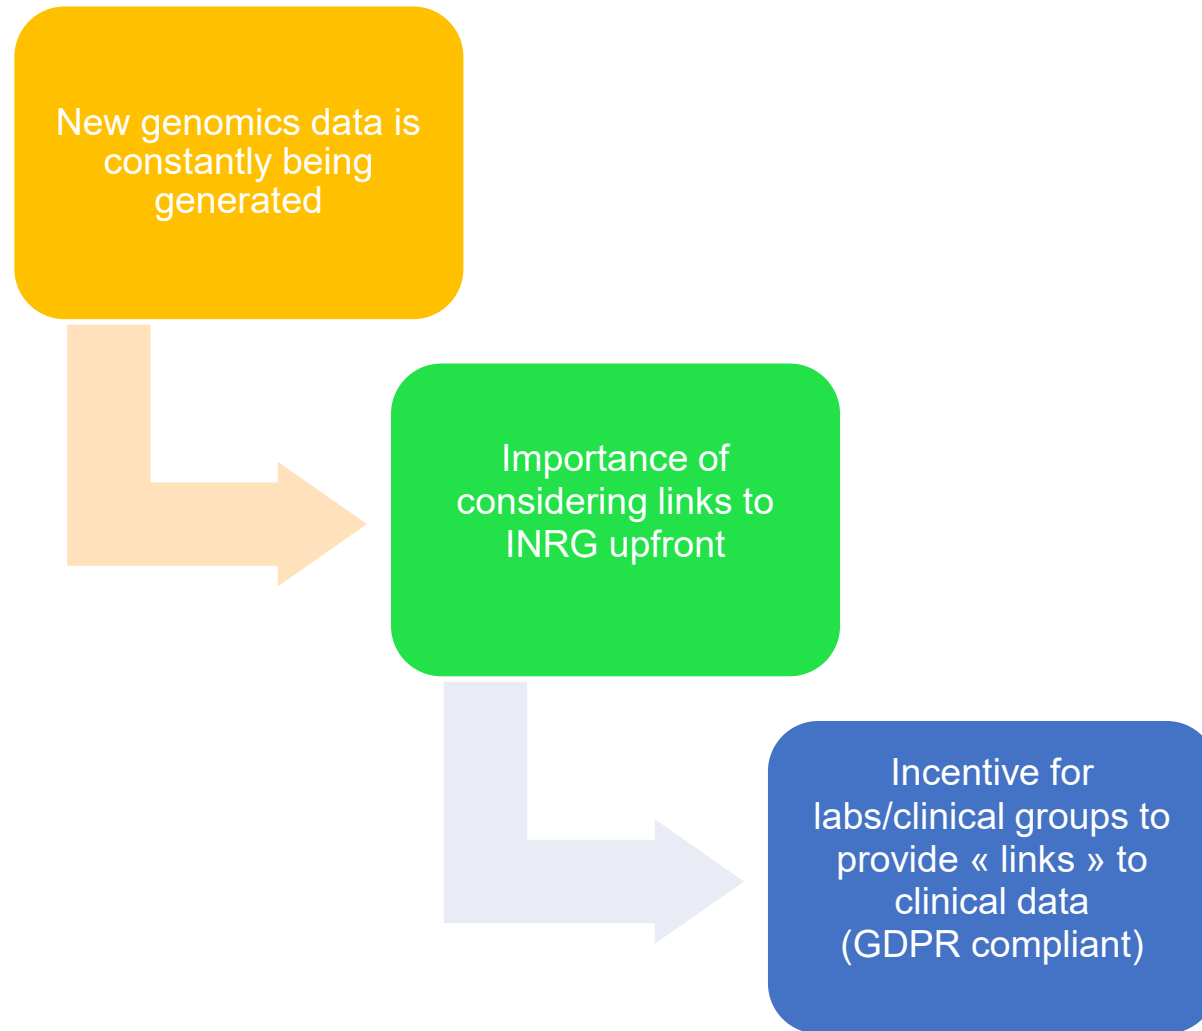 New genomics data is
constantly being
generated
Importance of
considering links to
INRG upfront
Incentive for
labs/clinical groups to
provide « links » to
clinical data
(GDPR compliant)